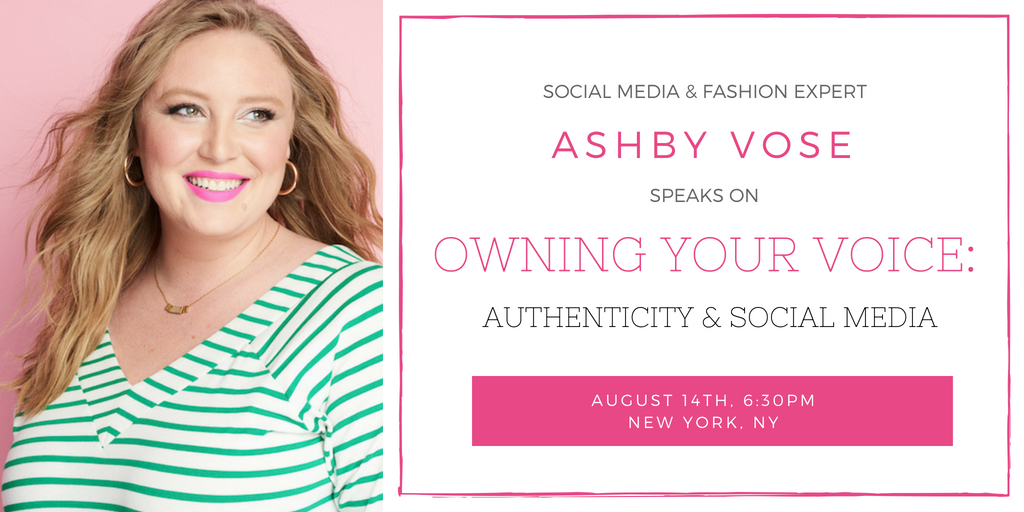 SOCIAL MEDIA & FASHION EXPERT
ASHBY VOSE
SPEAKS ON
OWNING YOUR VOICE:
AUTHENTICITY & SOCIAL MEDIA
AUGUST 14TH, 6:30PM
NEW YORK, NY